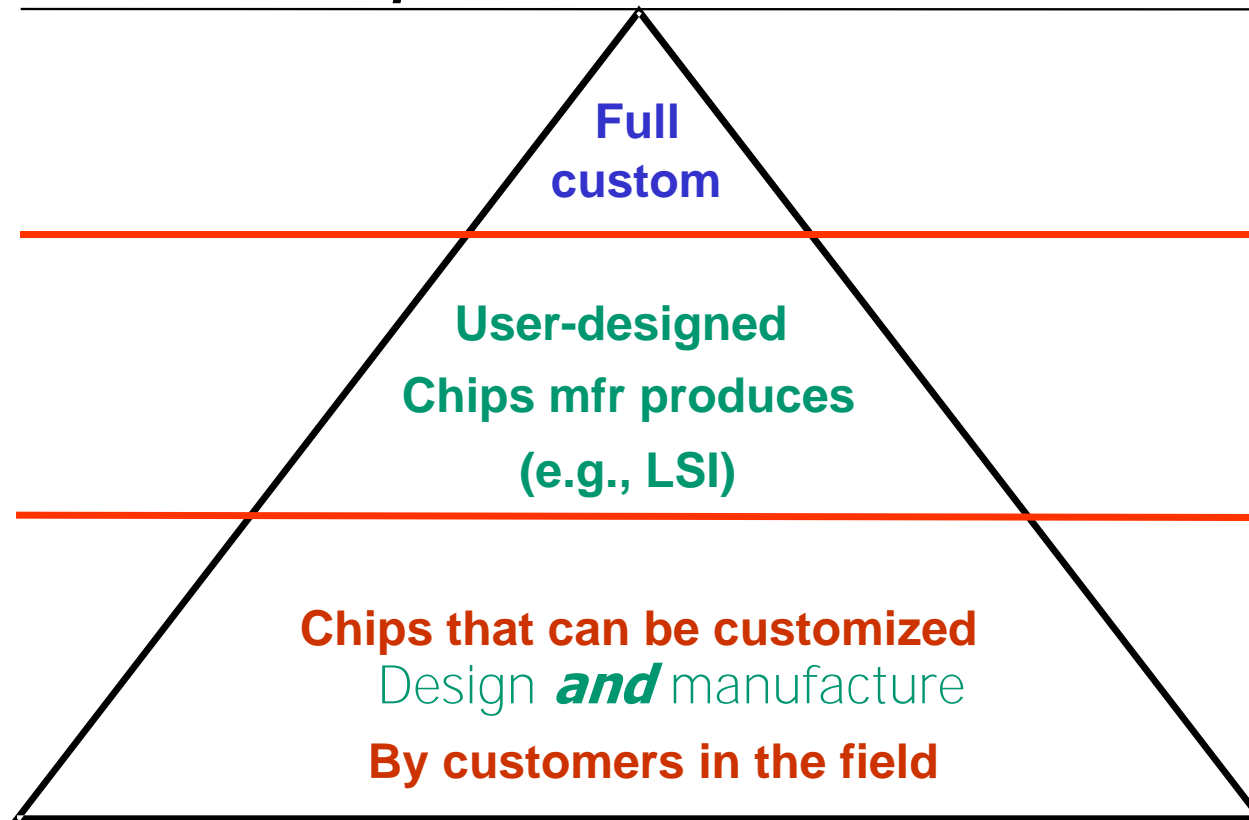 Full
custom
User-designed
Chips mfr produces
(e.g., LSI)
Chips that can be customized
Design and manufacture
By customers in the field